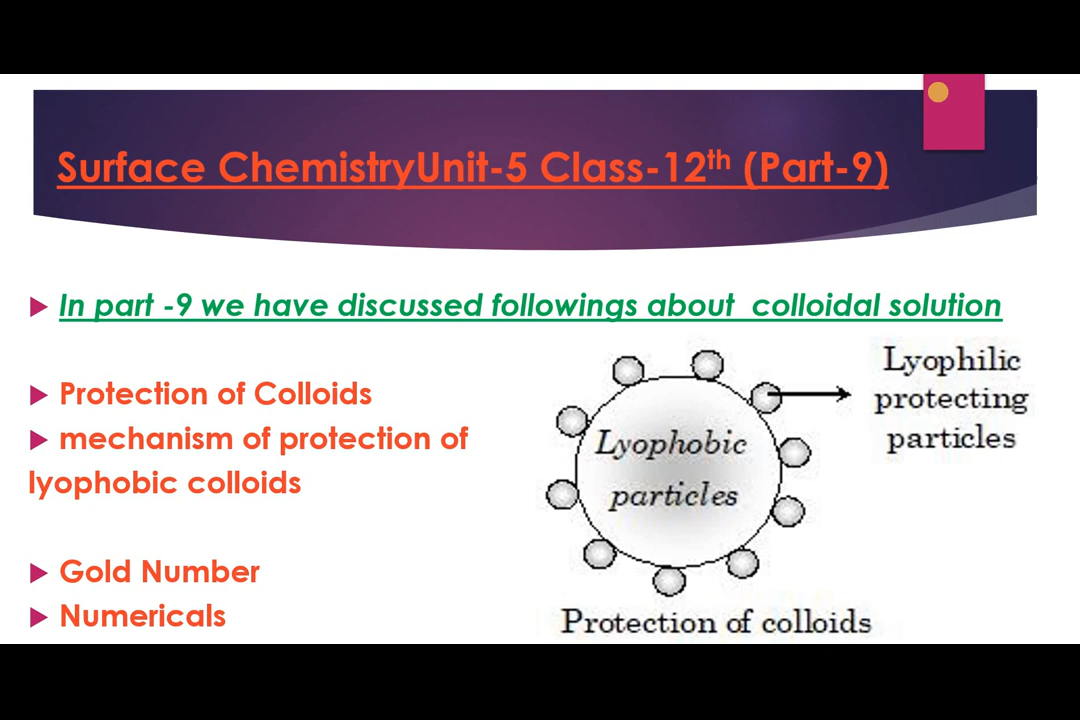 Surface ChemistryUnit-5 Class-12th (Part-9)
In part -9 we have discussed followings about colloidal solution
Protection of Colloids
mechanism of protection of
lyophobic colloids
Gold Number
Numericals
Lyophilic
protecting
particles
Lyophobic
particles
Protection of colloids